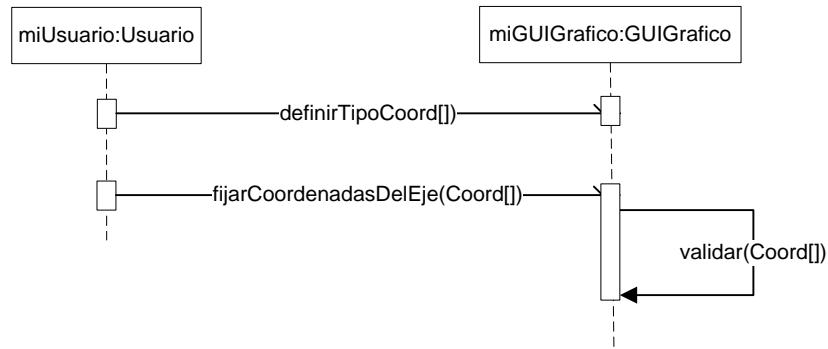 miUsuario:Usuario
miGUIGrafico:GUIGrafico
definirTipoCoord[])
fijarCoordenadasDelEje(Coord[])
validar(Coord[])